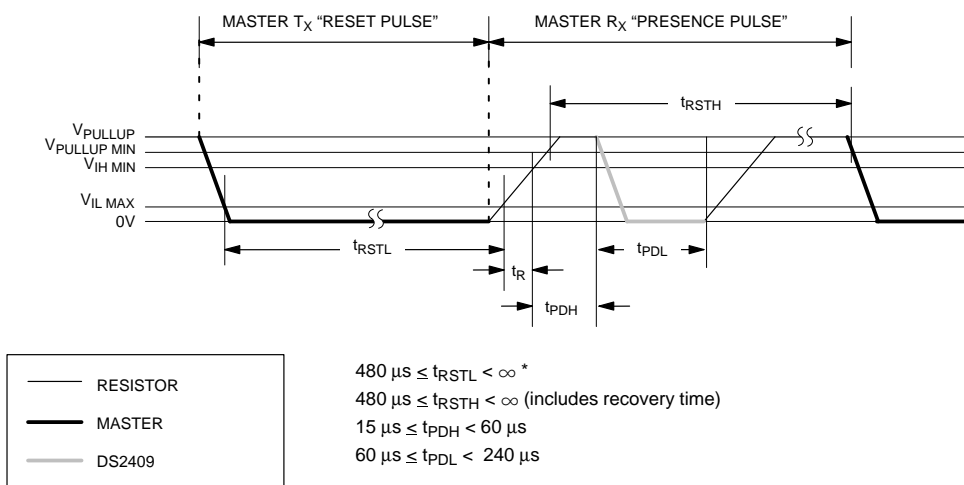 MASTER TX “RESET PULSE”
MASTER RX “PRESENCE PULSE”
tRSTH
VPULLUP
VPULLUP MIN
VIH MIN
VIL MAX
0V
tRSTL
tPDL
tR
tPDH
RESISTOR
MASTER
DS2409
480 μs ≤ tRSTL < ∞ *
480 μs ≤ tRSTH < ∞ (includes recovery time)
15 μs ≤ tPDH < 60 μs
60 μs ≤ tPDL < 240 μs